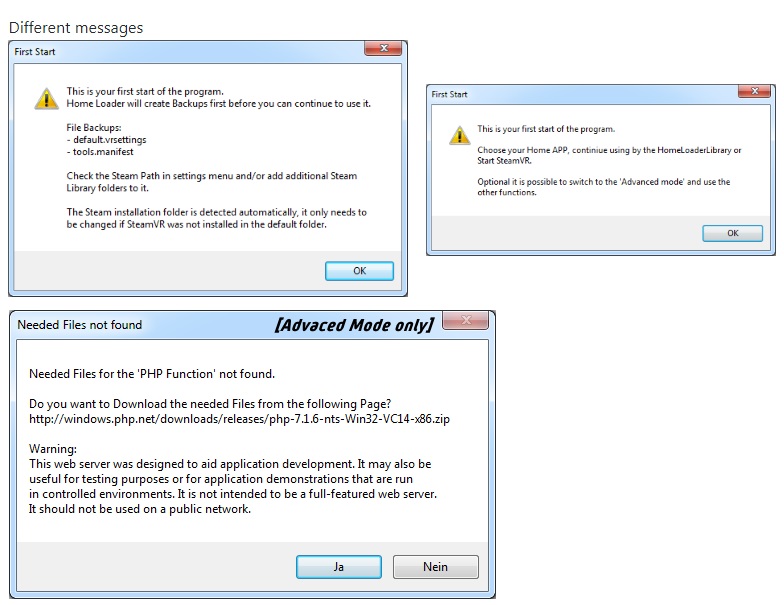 Different messages
First Start
This is your first start of the program.
Home Loader will create Backups first before you can continue to use it.
File Backups:
- default.vrsettings
- tools.manifest
Check the Steam Path in settings menu and/or add additional Steam
Library folders to it.
The Steam installation folder is detected automatically, it only needs to
be changed if SteamVR was not installed in the default folder.
OK
First Start
This is your first start of the program.
Choose your Home APP, continiue using by the HomeLoaderLibrary or
Start SteamVR.
Optional it is possible to switch to the 'Advanced mode' and use the
other functions.
OK
Needed Files not found
[Advaced Mode only]
Needed Files for the 'PHP Function' not found.
Do you want to Download the needed Files from the following Page?
http://windows.php.net/downloads/releases/php-7.1.6-nts-Win32-VC14-x86.zip
Warning:
This web server was designed to aid application development. It may also be
useful for testing purposes or for application demonstrations that are run
in controlled environments. It is not intended to be a full-featured web server.
It should not be used on a public network.
Ja
Nein